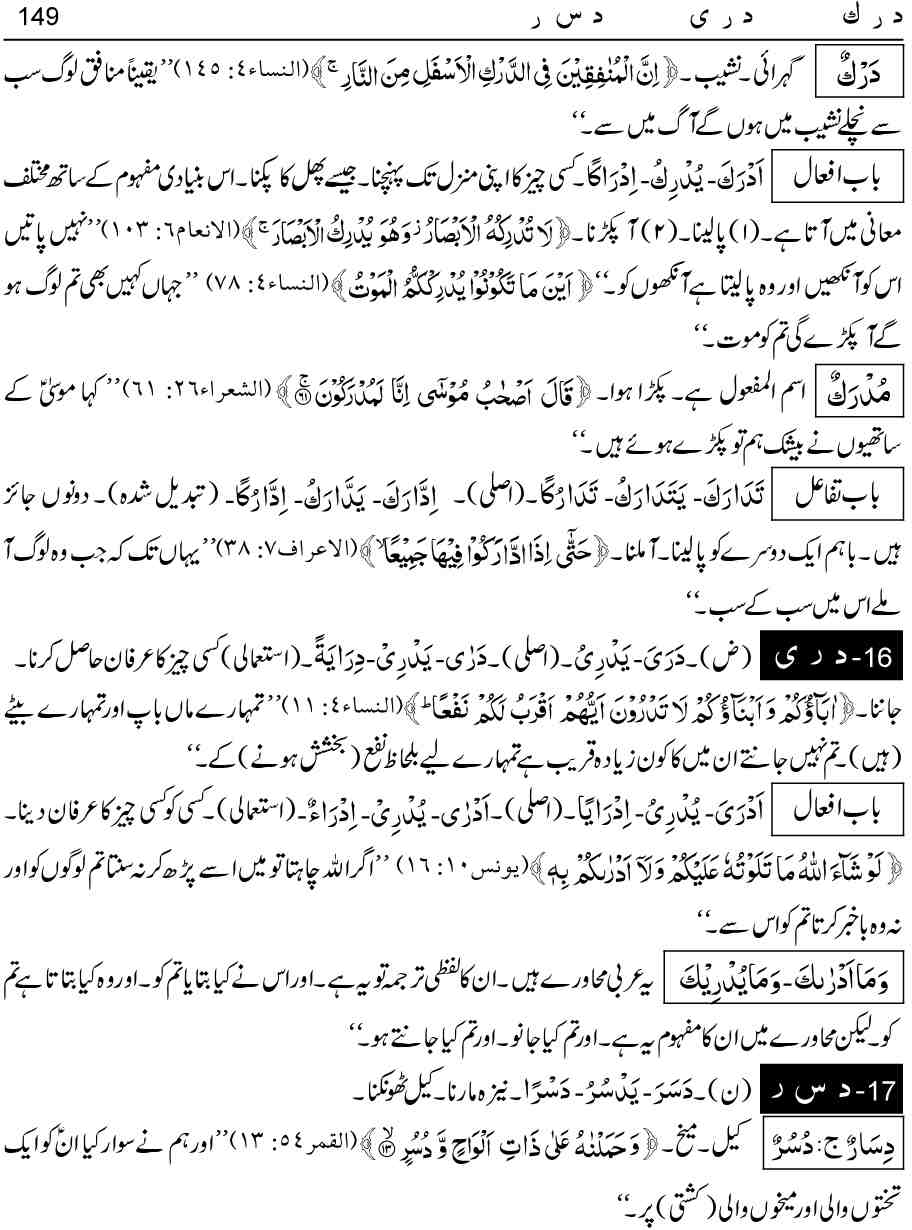 د ر ك د ر ى د س ر 149
دَرْكٌ گہرائی۔ نشیب۔ ﴿اِنَّ الْمُنٰفِقِیْنَ فِی الدَّرْكِ الْاَسْفَلِ مِنَ النَّارِ ۚ﴾ (النساء٤: ١٤٥) ’’یقیناً منافق لوگ سب
سے نچلے نشیب میں ہوں گے آگ میں سے۔‘‘
باب افعال اَدْرَكَ- یُدْرِكُ- اِدْرَاکًا۔ کسی چیز کا اپنی منزل تک پہنچنا۔ جیسے پھل کا پکنا۔ اس بنیادی مفہوم کے ساتھ مختلف
معانی میں آتا ہے۔ (١) پا لینا۔ (٢) آ پکڑنا۔ ﴿لَا تُدْرِکُهُ الْاَبْصَارُ ؗ وَهُوَ یُدْرِكُ الْاَبْصَارَ ۚ﴾ (الانعام٦: ١٠٣) ’’نہیں پاتیں
اس کو آنکھیں اور وہ پا لیتا ہے آنکھوں کو۔‘‘ ﴿اَیْنَ مَا تَکُوْنُوْا یُدْرِکْکُّمُ الْمَوْتُ﴾ (النساء٤: ٧٨) ’’جہاں کہیں بھی تم لوگ ہو
گے آ پکڑے گی تم کو موت۔‘‘
مُدْرَكٌ اسم المفعول ہے۔ پکڑا ہوا۔ ﴿قَالَ اَصْحٰبُ مُوْسٰۤی اِنَّا لَمُدْرَکُوْنَ ۚ۶۱﴾ (الشعراء٢٦: ٦١) ’’کہا موسیٰؑ کے
ساتھیوں نے بیشک ہم تو پکڑے ہوئے ہیں۔‘‘
باب تفاعل تَدَارَكَ- یَتَدَارَكُ- تَدَارُکًا۔ (اصلی)۔ اِدَّارَكَ- یَدَّارَكُ- اِدَّارُکًا- (تبدیل شدہ)۔ دونوں جائز
ہیں۔ باہم ایک دوسرے کو پا لینا۔ آ ملنا۔ ﴿حَتّٰۤی اِذَا ادَّارَکُوْا فِیْهَا جَمِیْعًا ۙ﴾ (الاعراف٧: ٣٨) ’’یہاں تک کہ جب وہ لوگ آ
ملے اس میں سب کے سب۔‘‘
16- د ر ى (ض)۔ دَرَیَ- یَدْرِیُ۔ (اصلی)۔ دَرٰی- یَدْرِیْ- دِرَایَةً۔ (استعمالی) کسی چیز کا عرفان حاصل کرنا۔
جاننا۔ ﴿اٰبَآؤُکُمْ وَ اَبْنَآؤُکُمْ لَا تَدْرُوْنَ اَیُّهُمْ اَقْرَبُ لَکُمْ نَفْعًا ؕ﴾ (النساء٤: ١١) ’’تمہارے ماں باپ اور تمہارے بیٹے
(ہیں)۔ تم نہیں جانتے ان میں کا کون زیادہ قریب ہے تمہارے لیے بلحاظ نفع (بخشش ہونے) کے۔‘‘
باب افعال اَدْرَیَ- یُدْرِیُ- اِدْرَایًا۔ (اصلی)۔ اَدْرٰی- یُدْرِیْ- اِدْرَاءٌ- (استعمالی)۔ کسی کو کسی چیز کا عرفان دینا۔
﴿لَوْ شَآءَ اللّٰهُ مَا تَلَوْتُهٗ عَلَیْکُمْ وَلَاۤ اَدْرٰىکُمْ بِهٖ﴾ (یونس١٠: ١٦) ’’اگر اللہ چاہتا تو میں اسے پڑھ کر نہ سنتا تم لوگوں کو اور
نہ وہ باخبر کرتا تم کو اس سے۔‘‘
وَمَا اَدْرٰىكَ- وَمَا یُدْرِیْكَ یہ عربی محاورے ہیں۔ ان کا لفظی ترجمہ تو یہ ہے۔ اور اس نے کیا بتایا تم کو۔ اور وہ کیا بتاتا ہے تم
کو۔ لیکن محاورے میں ان کا مفہوم یہ ہے۔ اور تم کیا جانو۔ اور تم کیا جانتے ہو۔‘‘
17- د س ر (ن)۔ دَسَرَ- یَدْسُرُ- دَسْرًا۔ نیزہ مارنا۔ کیل ٹھونکنا۔
دِسَارٌ ج: دُسُرٌ کیل۔ میخ۔ ﴿وَ حَمَلْنٰهُ عَلٰی ذَاتِ اَلْوَاحٍ وَّ دُسُرٍ ۙ۱۳﴾ (القمر٥٤: ١٣) ’’اور ہم نے سوار کیا انؑ کو ایک
تختوں والی اور میخوں والی (کشتی) پر۔‘‘